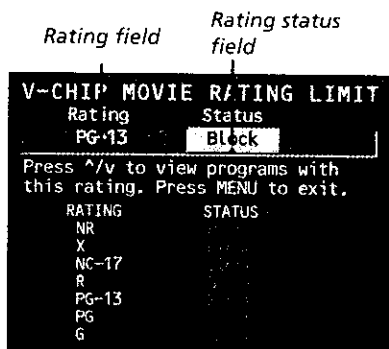 Rating field
Rating status
field
V-CHIP MOVIE RATING LIMIT
Rating Status
PG-13 Block
Press ^/v to view programs with
this rating. Press MENU to exit.
RATING STATUS
NR
X
NC-17
R
PG-13
PG
G